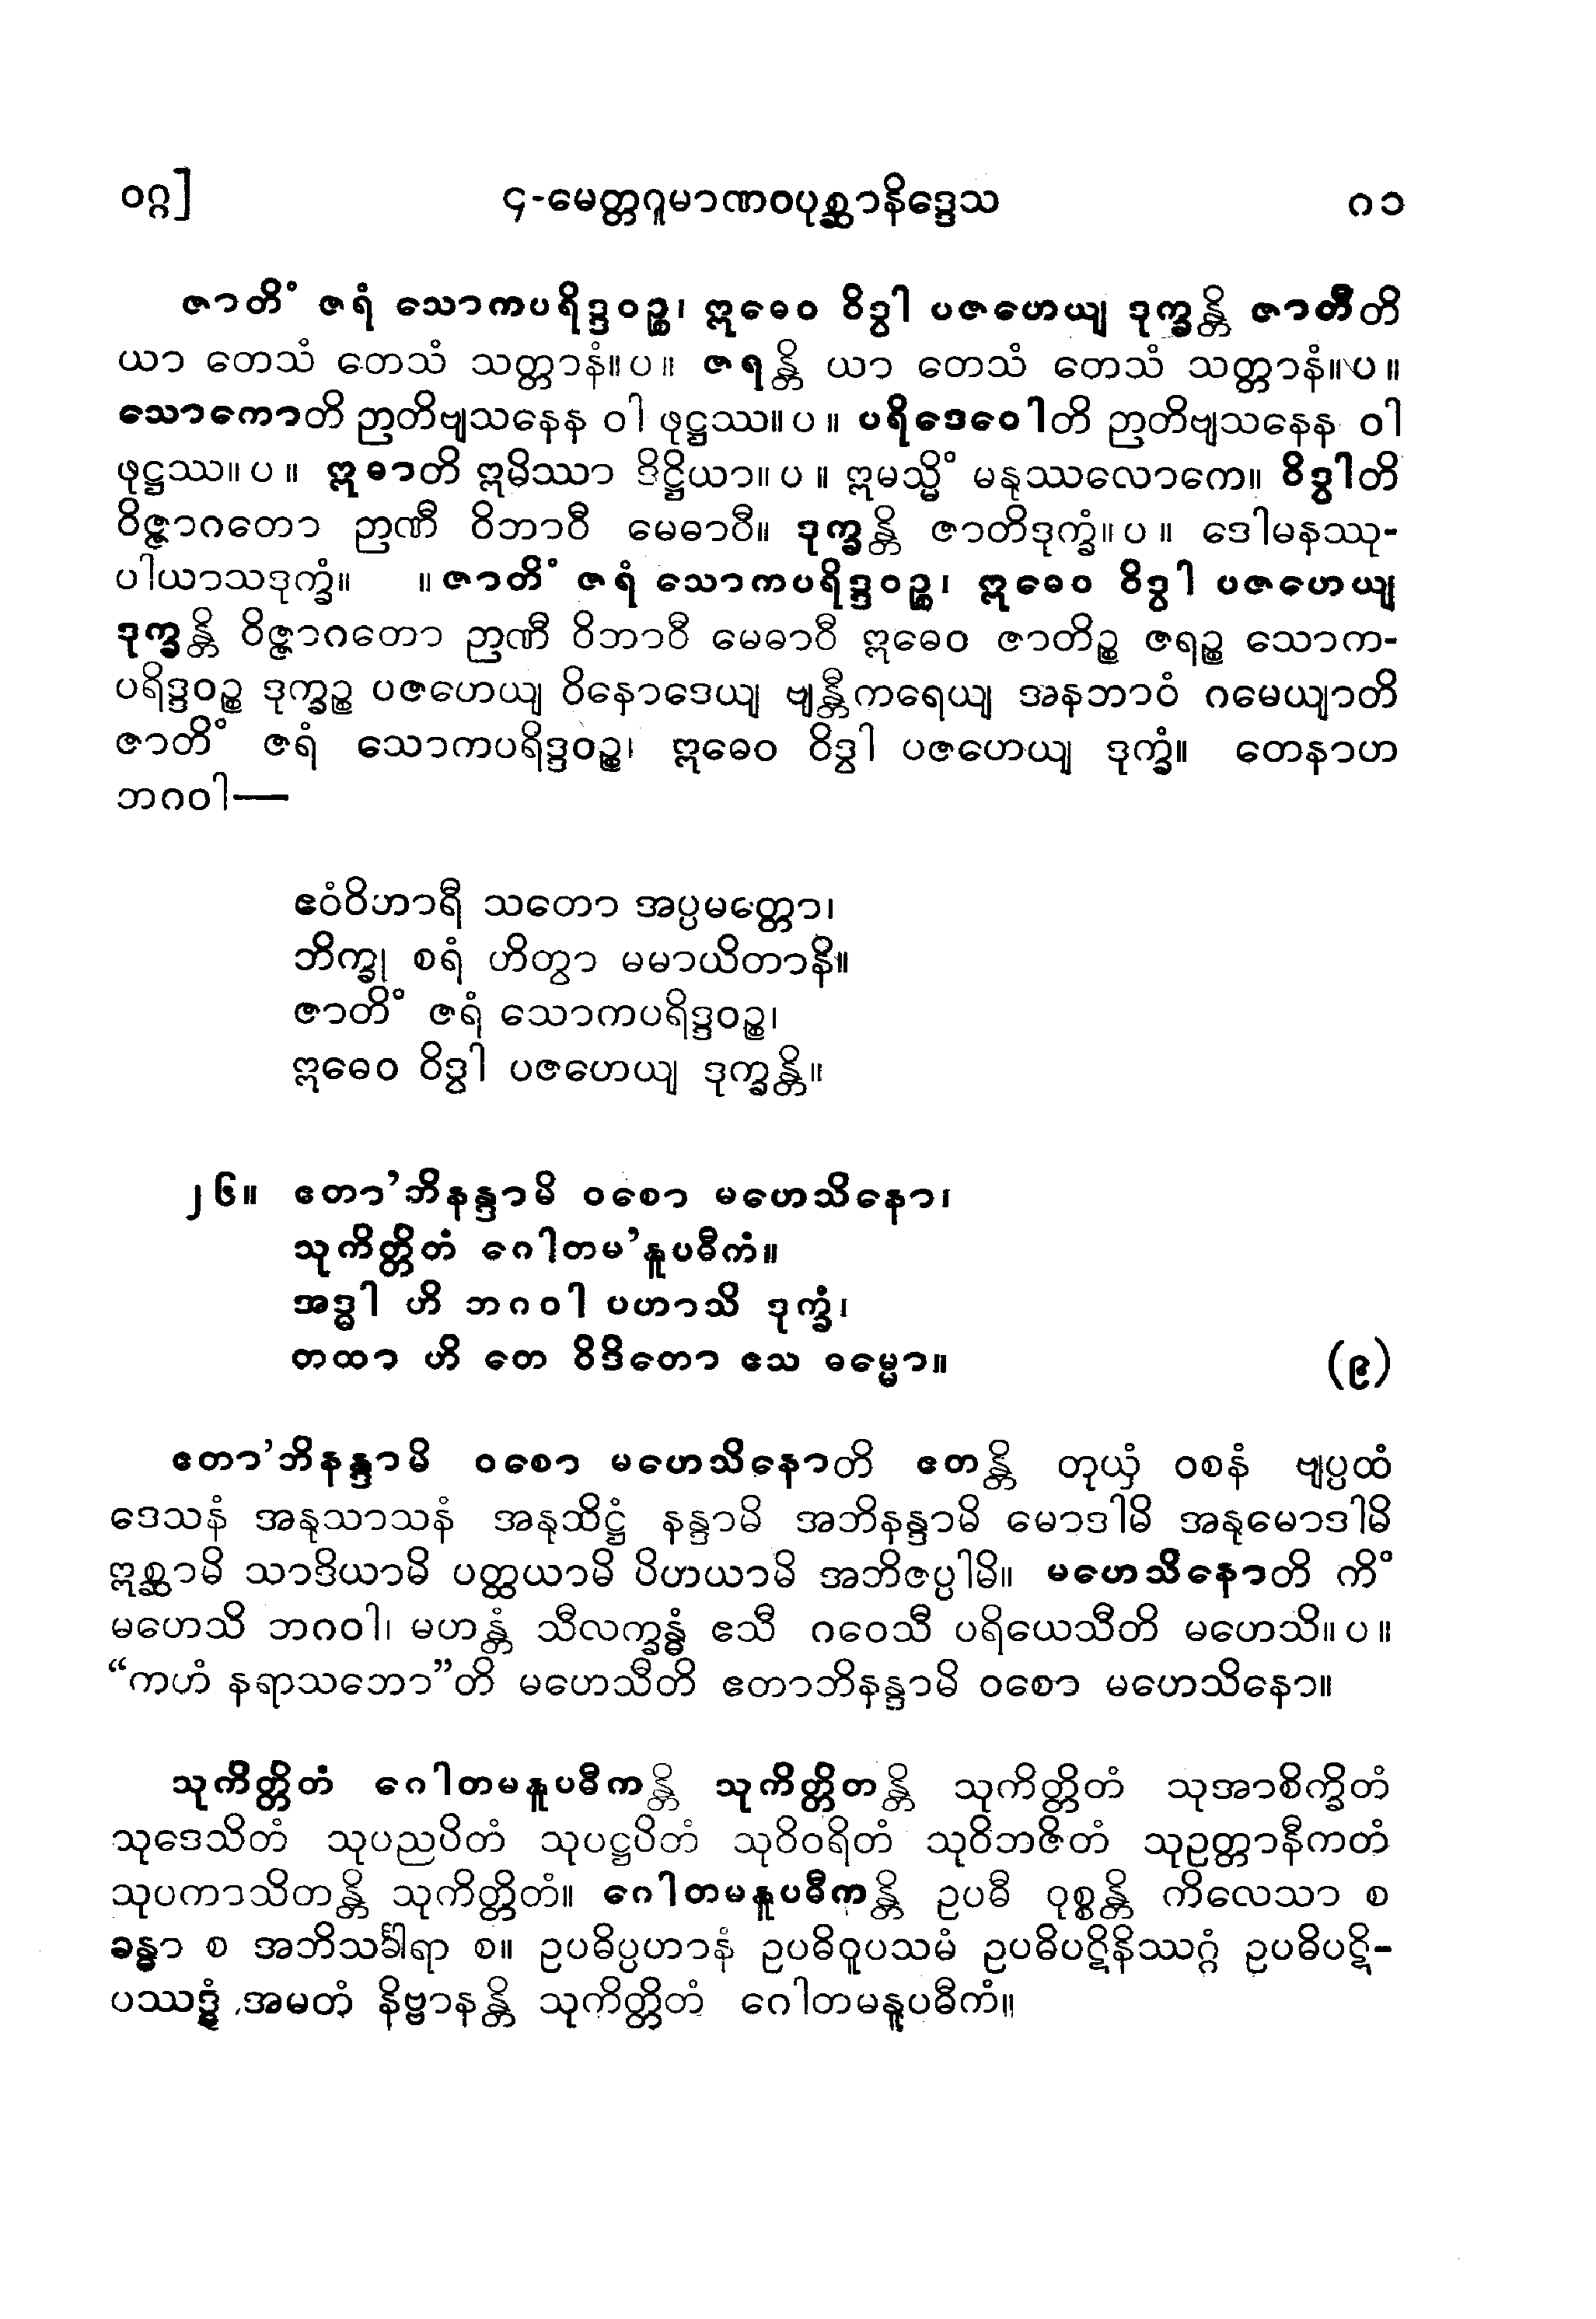 ၀ဂ္ဂ] ၄-မေတ္တဂူမာဏဝပုစ္ဆာနိဒ္ဒေသ ဂ၁
ဇာတိံ ဇရံ သောကပရိဒ္ဒဝဉ္စ၊ ဣဓေဝ ဝိဒွါ ပဇဟေယျ ဒုက္ခန္တိ ဇာတီတိ
ယာ တေသံ တေသံ သတ္တာနံ။ပ။ ဇရန္တိ ယာ တေသံ တေသံ သတ္တာနံ။ပ။
သောကောတိ ဉာတိဗျသနေန ဝါ ဖုဋ္ဌဿ။ပ။ ပရိဒေဝေါတိ ဉာတိဗျသနေန ဝါ
ဖုဋ္ဌဿ။ပ။ ဣဓာတိ ဣမိဿာ ဒိဋ္ဌိယာ။ပ။ ဣမသ္မိံ မနုဿလောကေ။ ဝိဒွါတိ
ဝိဇ္ဇာဂတော ဉာဏီ ဝိဘာဝီ မေဓာဝီ။ ဒုက္ခန္တိ ဇာတိဒုက္ခံ။ပ။ ဒေါမနဿု-
ပါယာသဒုက္ခံ။ ။ဇာတိံ ဇရံ သောကပရိဒ္ဒဝဉ္စ၊ ဣဓေဝ ဝိဒွါ ပဇဟေယျ
ဒုက္ခန္တိ ဝိဇ္ဇာဂတော ဉာဏီ ဝိဘာဝီ မေဓာဝီ ဣဓေဝ ဇာတိဉ္စ ဇရဉ္စ သောက-
ပရိဒ္ဒဝဉ္စ ဒုက္ခဉ္စ ပဇဟေယျ ဝိနောဒေယျ ဗျန္တီကရေယျ အနဘာဝံ ဂမေယျာတိ
ဇာတိံ ဇရံ သောကပရိဒ္ဒဝဉ္စ၊ ဣဓေဝ ဝိဒွါ ပဇဟေယျ ဒုက္ခံ။ တေနာဟ
ဘဂဝါ—
ဧဝံဝိဟာရီ သတော အပ္ပမတ္တော၊
ဘိက္ခု စရံ ဟိတွာ မမာယိတာနိ။
ဇာတိံ ဇရံ သောကပရိဒ္ဒဝဉ္စ၊
ဣဓေဝ ဝိဒွါ ပဇဟေယျ ဒုက္ခန္တိ။
၂၆။ ဧတာ’ဘိနန္ဒာမိ ဝစော မဟေသိနော၊
သုကိတ္တိတံ ဂေါတမ’နူပဓီကံ။
အဒ္ဓါ ဟိ ဘဂဝါ ပဟာသိ ဒုက္ခံ၊
တထာ ဟိ တေ ဝိဒိတော ဧသ ဓမ္မော။ (၉)
ဧတာ’ဘိနန္ဒာမိ ဝစော မဟေသိနောတိ ဧတန္တိ တုယှံ ဝစနံ ဗျပ္ပထံ
ဒေသနံ အနုသာသနံ အနုသိဋ္ဌံ နန္ဒာမိ အဘိနန္ဒာမိ မောဒါမိ အနုမောဒါမိ
ဣစ္ဆာမိ သာဒိယာမိ ပတ္ထယာမိ ပိဟယာမိ အဘိဇပ္ပါမိ။ မဟေသိနောတိ ကိံ
မဟေသိ ဘဂဝါ၊ မဟန္တံ သီလက္ခန္ဓံ ဧသီ ဂဝေသီ ပရိယေသီတိ မဟေသိ။ပ။
“ကဟံ နရာသဘော”တိ မဟေသီတိ ဧတာဘိနန္ဒာမိ ဝစော မဟေသိနော။
သုကိတ္တိတံ ဂေါတမနူပဓီကန္တိ သုကိတ္တိတန္တိ သုကိတ္တိတံ သုအာစိက္ခိတံ
သုဒေသိတံ သုပညပိတံ သုပဋ္ဌပိတံ သုဝိဝရိတံ သုဝိဘဇိတံ သုဥတ္တာနီကတံ
သုပကာသိတန္တိ သုကိတ္တိတံ။ ဂေါတမနူပဓီကန္တိ ဥပဓီ ဝုစ္စန္တိ ကိလေသာ စ
ခန္ဓာ စ အဘိသင်္ခါရာ စ။ ဥပဓိပ္ပဟာနံ ဥပဓိဝူပသမံ ဥပဓိပဋိနိဿဂ္ဂံ ဥပဓိပဋိ-
ပဿဒ္ဓံ အမတံ နိဗ္ဗာနန္တိ သုကိတ္တိတံ ဂေါတမနူပဓီကံ။